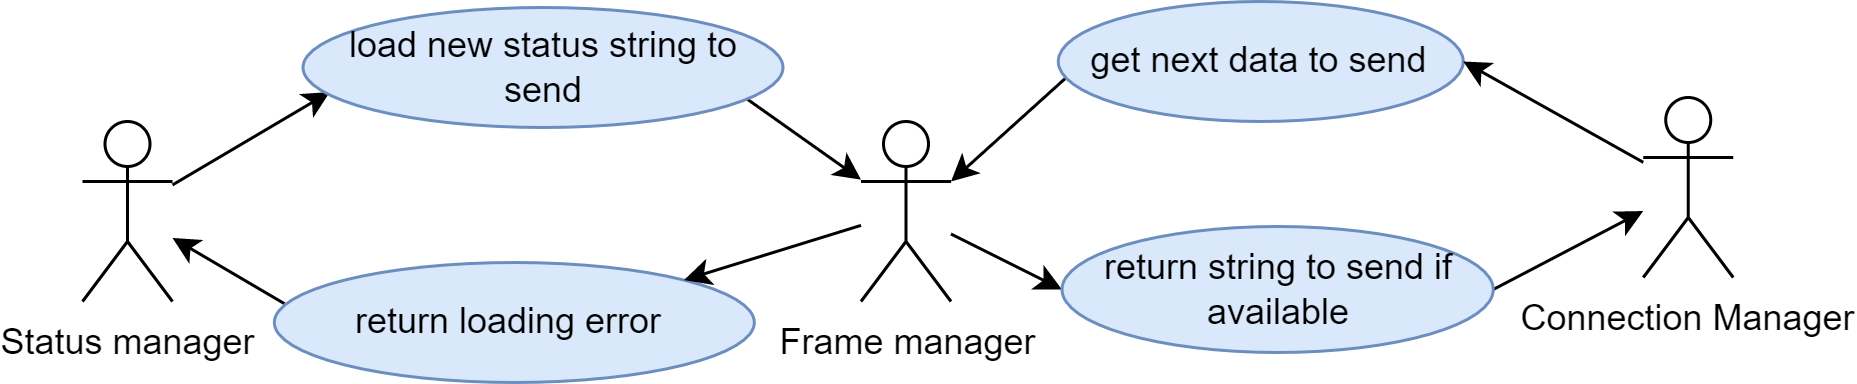 load new status string to
send
get next data to send
return loading error
return string to send if
available
Status manager
Frame manager
Connection Manager